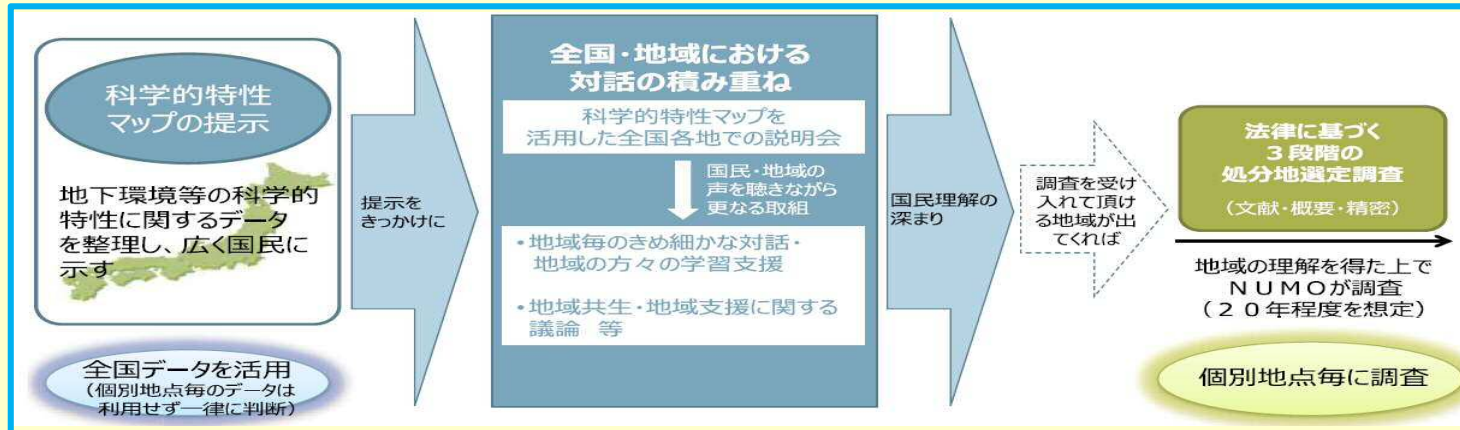 科学的特性
マップの提示
地下環境等の科学的
特性に関するデータ
を整理し、広く国民に
示す
全国データを活用
(個別地点毎のデータは
利用せず一律に判断)
提示を
きっかけに
全国・地域における
対話の積み重ね
科学的特性マップを
活用した全国各地での説明会
国民・地域の
声を聴きながら
更なる取組
・地域毎のきめ細かな対話・
地域の方々の学習支援
・地域共生・地域支援に関する
議論 等
国民理解の
深まり
調査を受け
入れて頂け
る地域が出
てくれば
法律に基づく
3段階の
処分地選定調査
(文献・概要・精密)
地域の理解を得た上で
NUMOが調査
(20年程度を想定)
個別地点毎に調査